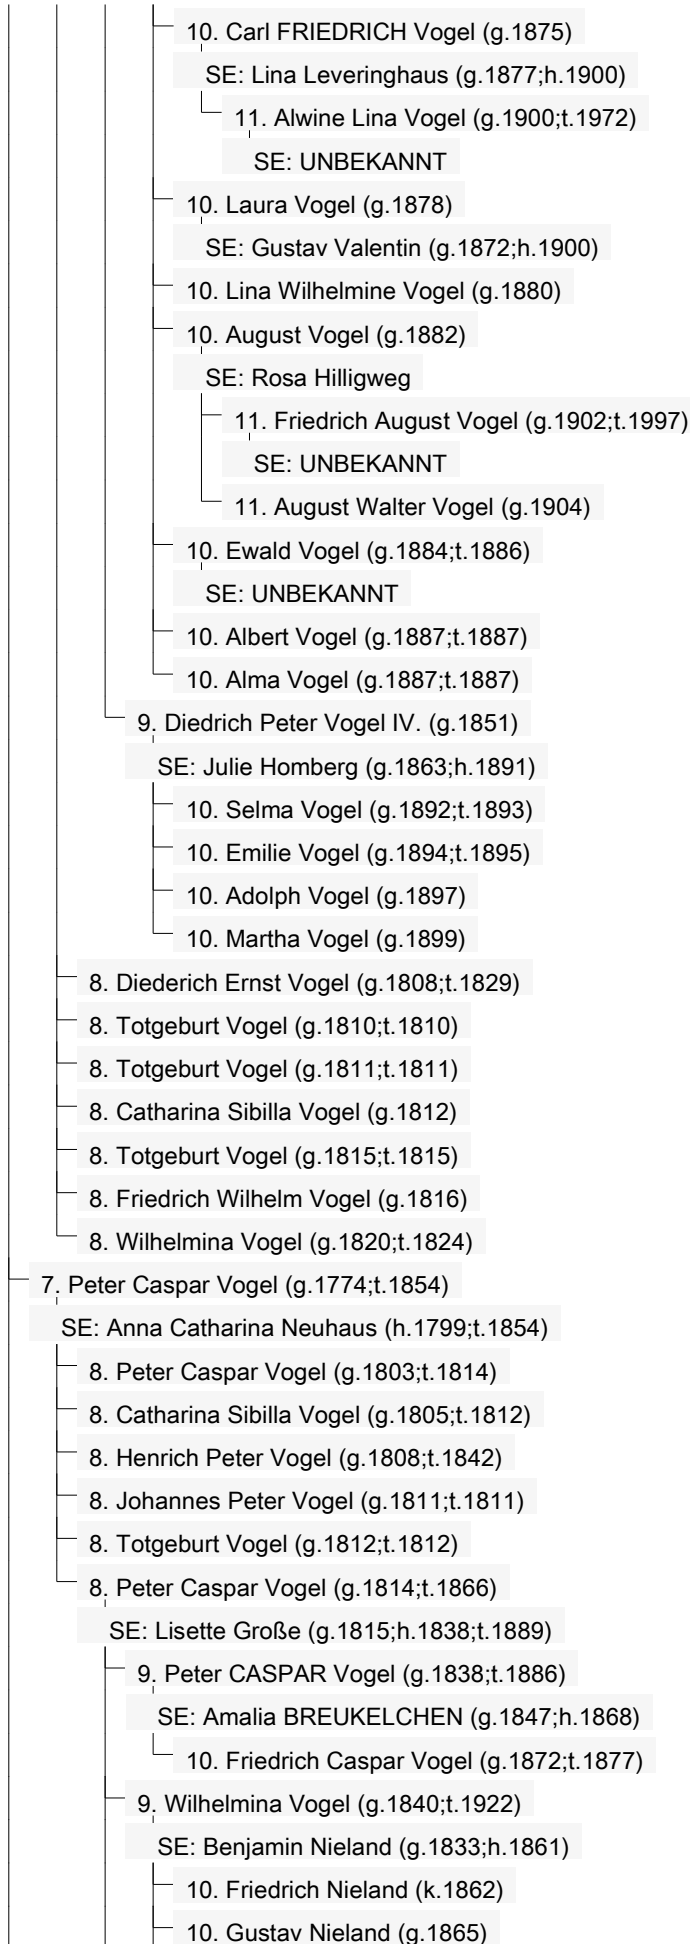 10. Carl FRIEDRICH Vogel (g.1875)
SE: Lina Leveringhaus (g.1877;h.1900)
11. Alwine Lina Vogel (g.1900;t.1972)
SE: UNBEKANNT
10. Laura Vogel (g.1878)
SE: Gustav Valentin (g.1872;h.1900)
10. Lina Wilhelmine Vogel (g.1880)
10. August Vogel (g.1882)
SE: Rosa Hilligweg
11. Friedrich August Vogel (g.1902;t.1997)
SE: UNBEKANNT
11. August Walter Vogel (g.1904)
10. Ewald Vogel (g.1884;t.1886)
SE: UNBEKANNT
10. Albert Vogel (g.1887;t.1887)
10. Alma Vogel (g.1887;t.1887)
9. Diedrich Peter Vogel IV. (g.1851)
SE: Julie Homberg (g.1863;h.1891)
10. Selma Vogel (g.1892;t.1893)
10. Emilie Vogel (g.1894;t.1895)
10. Adolph Vogel (g.1897)
10. Martha Vogel (g.1899)
8. Diederich Ernst Vogel (g.1808;t.1829)
8. Totgeburt Vogel (g.1810;t.1810)
8. Totgeburt Vogel (g.1811;t.1811)
8. Catharina Sibilla Vogel (g.1812)
8. Totgeburt Vogel (g.1815;t.1815)
8. Friedrich Wilhelm Vogel (g.1816)
8. Wilhelmina Vogel (g.1820;t.1824)
7. Peter Caspar Vogel (g.1774;t.1854)
SE: Anna Catharina Neuhaus (h.1799;t.1854)
8. Peter Caspar Vogel (g.1803;t.1814)
8. Catharina Sibilla Vogel (g.1805;t.1812)
8. Henrich Peter Vogel (g.1808;t.1842)
8. Johannes Peter Vogel (g.1811;t.1811)
8. Totgeburt Vogel (g.1812;t.1812)
8. Peter Caspar Vogel (g.1814;t.1866)
SE: Lisette Große (g.1815;h.1838;t.1889)
9. Peter CASPAR Vogel (g.1838;t.1886)
SE: Amalia BREUKELCHEN (g.1847;h.1868)
10. Friedrich Caspar Vogel (g.1872;t.1877)
9. Wilhelmina Vogel (g.1840;t.1922)
SE: Benjamin Nieland (g.1833;h.1861)
10. Friedrich Nieland (k.1862)
10. Gustav Nieland (g.1865)